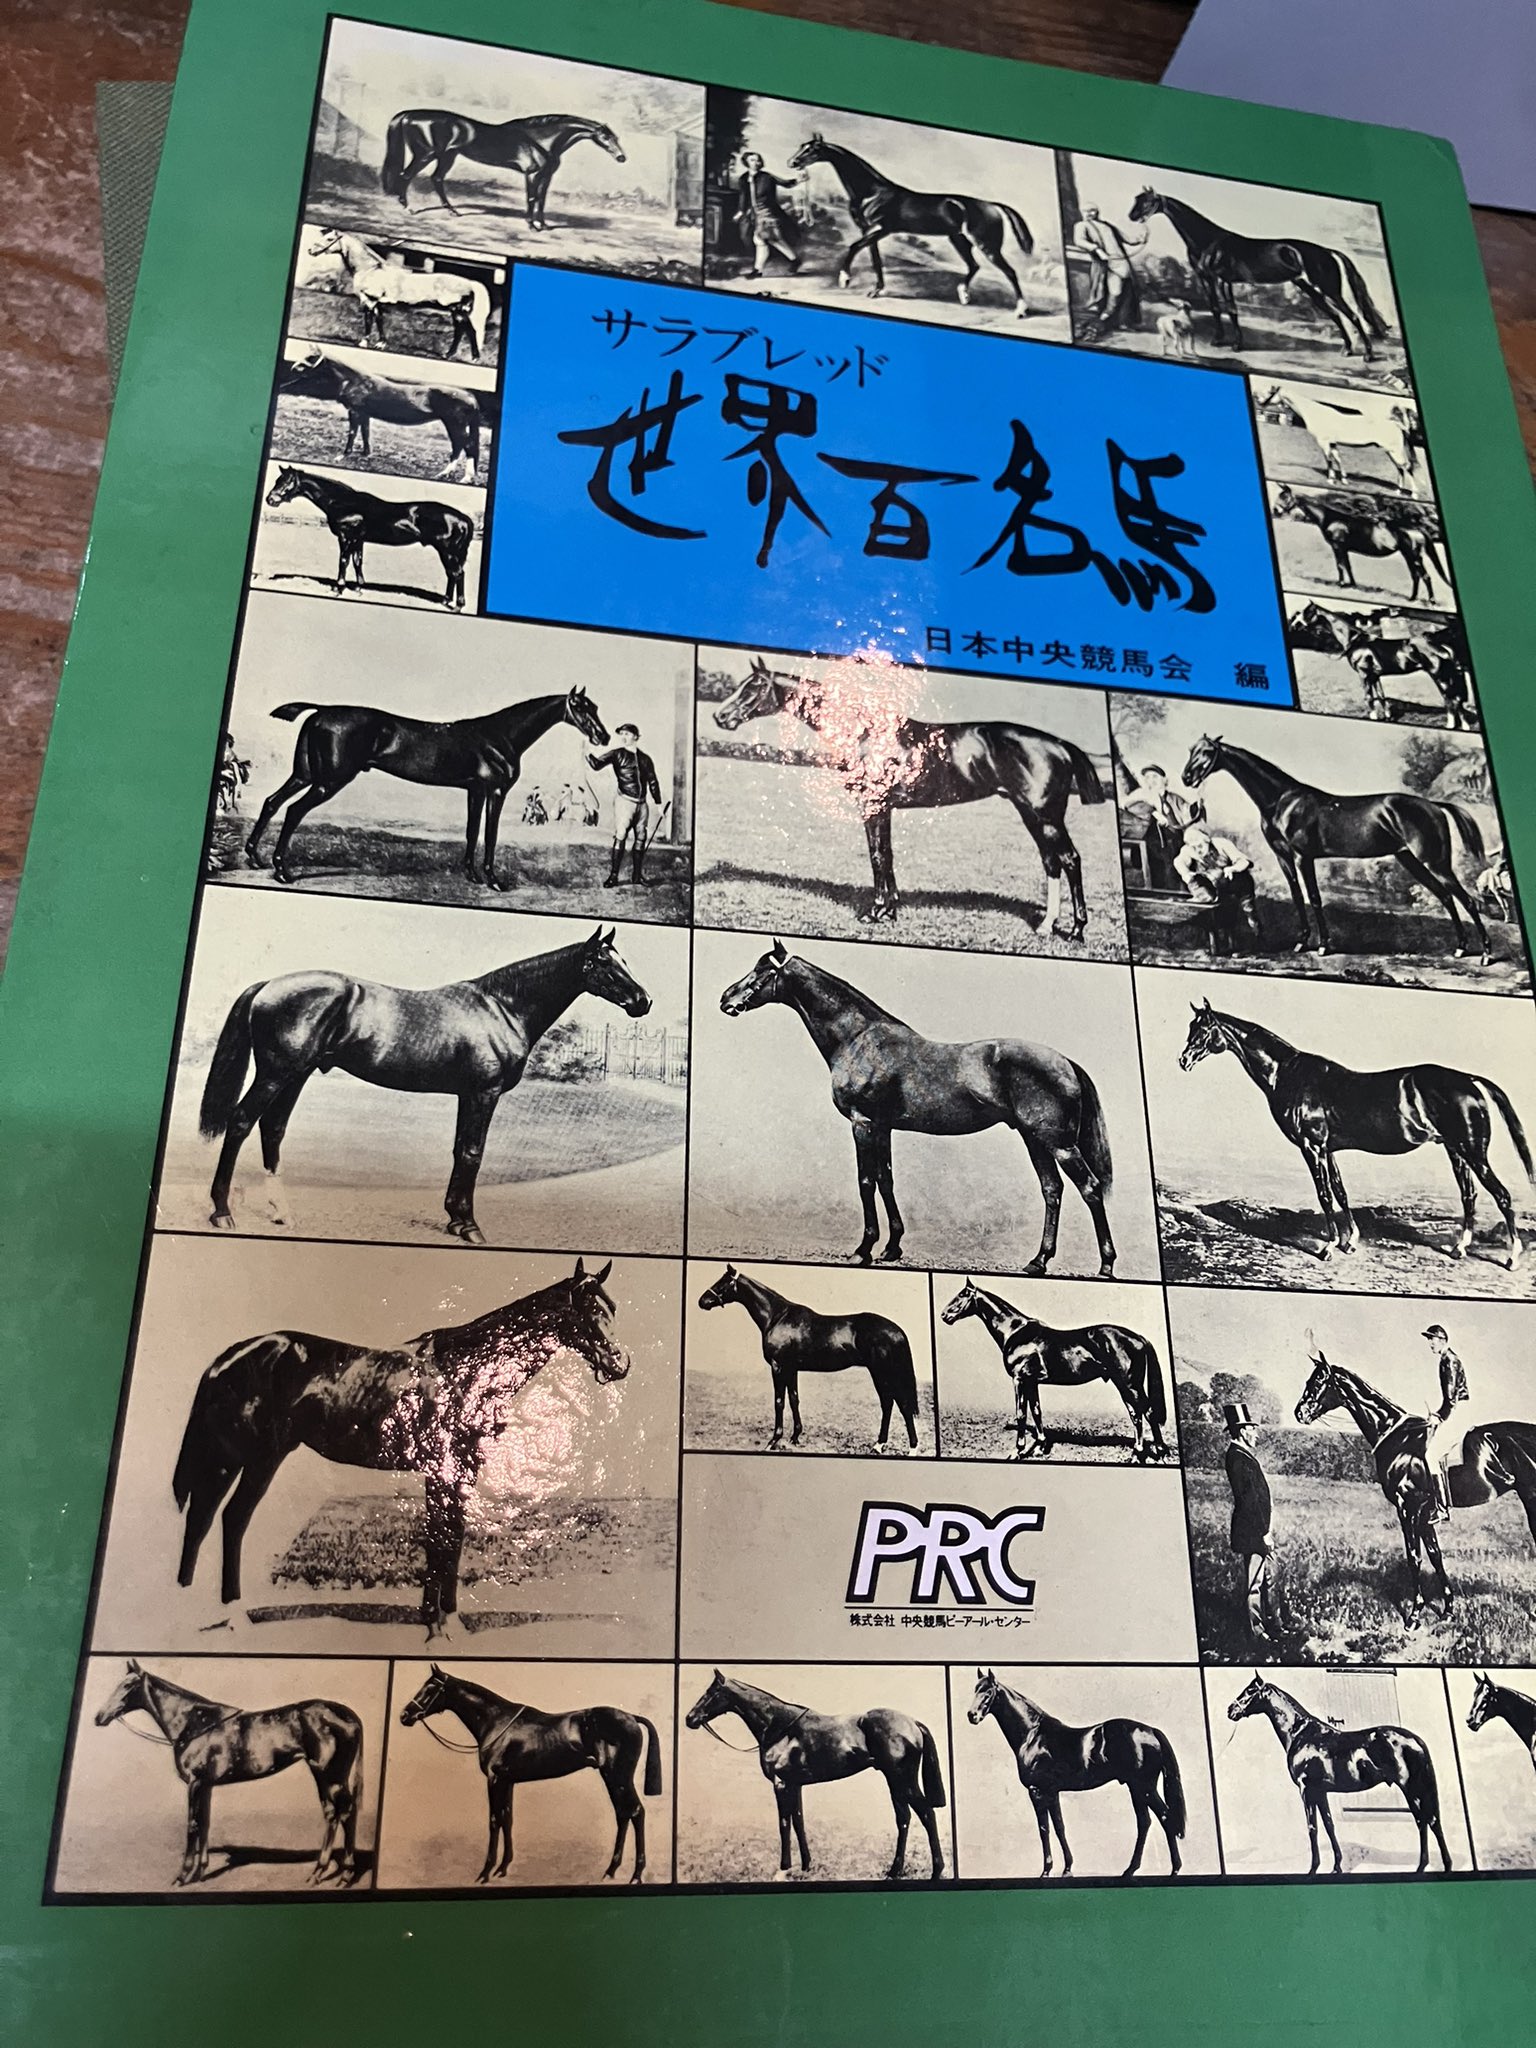 サラブレッド
世界百名馬
日本中央競馬会 編
PRC
株式会社 中央競馬ピーアール・センター